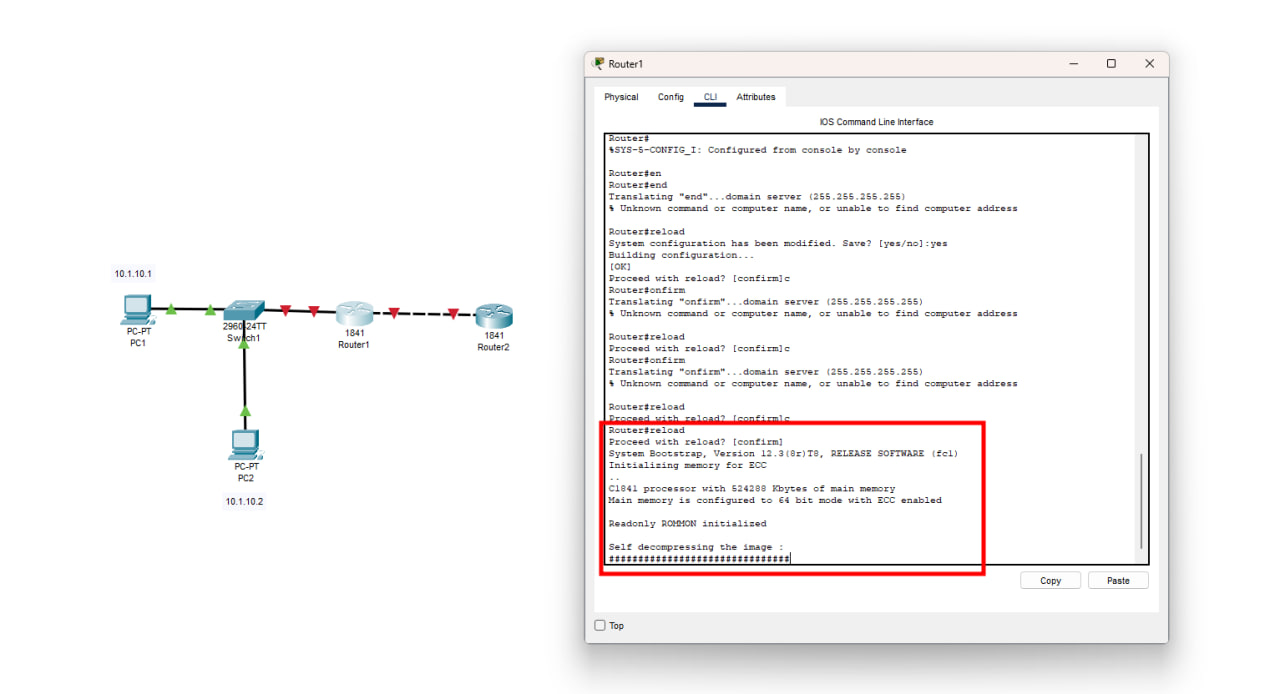 10.1.10.1
PC-PT
PC1
2960-24TT
Switch1
1841
Router1
1841
Router2
PC-PT
PC2
10.1.10.2
Router1
Physical Config CLI Attributes
IOS Command Line Interface
Router#
%SYS-5-CONFIG_I: Configured from console by console
Router#en
Router#end
Translating "end"...domain server (255.255.255.255)
% Unknown command or computer name, or unable to find computer address
Router#reload
System configuration has been modified. Save? [yes/no]:yes
Building configuration...
[OK]
Proceed with reload? [confirm]c
Router#onfirm
Translating "onfirm"...domain server (255.255.255.255)
% Unknown command or computer name, or unable to find computer address
Router#reload
Proceed with reload? [confirm]c
Router#onfirm
Translating "onfirm"...domain server (255.255.255.255)
% Unknown command or computer name, or unable to find computer address
Router#reload
Proceed with reload? [confirm]c
Router#reload
Proceed with reload? [confirm]
System Bootstrap, Version 12.3(8r)T8, RELEASE SOFTWARE (fc1)
Initializing memory for ECC
..
C1841 processor with 524288 Kbytes of main memory
Main memory is configured to 64 bit mode with ECC enabled
Readonly ROMMON initialized
Self decompressing the image :
###############################
Copy Paste
Top